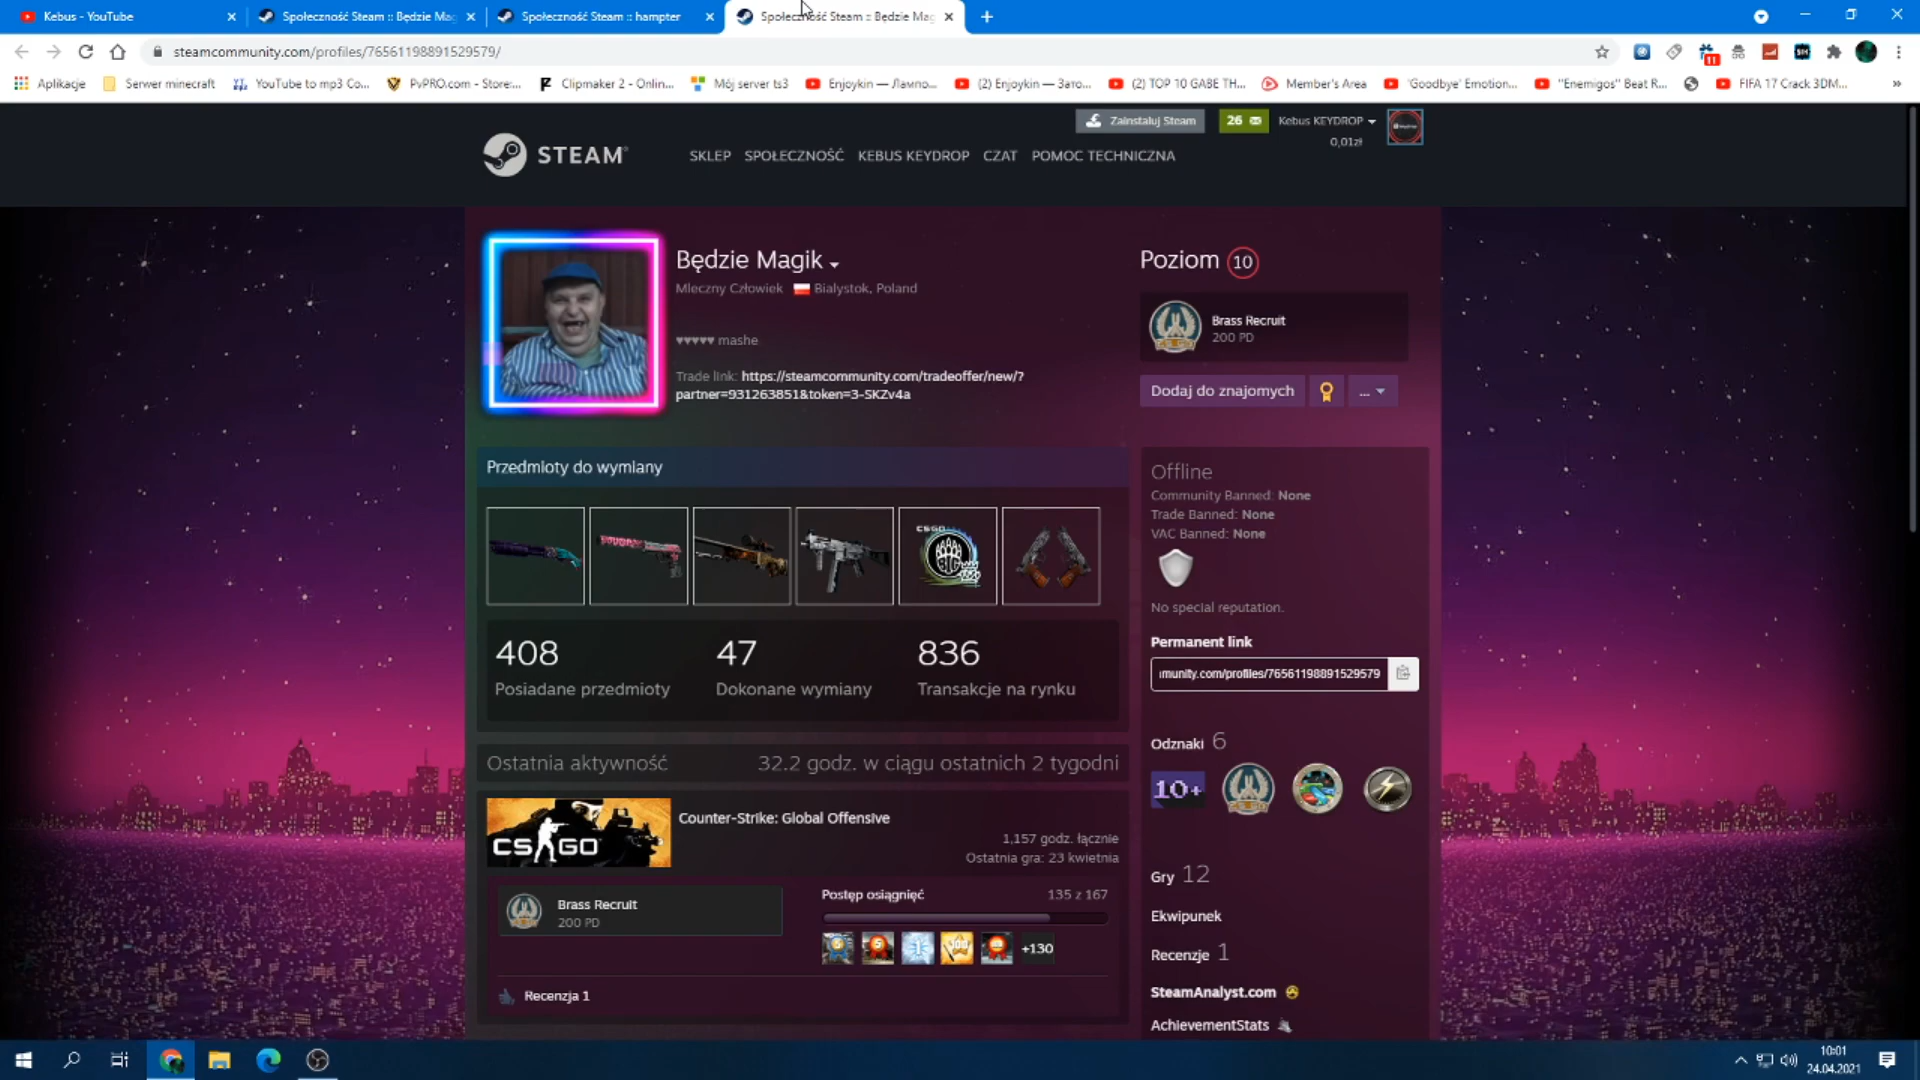 Kebus - YouTube
Społeczność Steam :: Będzie Mag
Społeczność Steam :: hampter
Społeczność Steam :: Będzie Mag
steamcommunity.com/profiles/76561198891529579/
11
Aplikacje
Serwer minecraft
YouTube to mp3 Co...
PvPRO.com - Store:...
Clipmaker 2 - Onlin...
Mój server ts3
Enjoykin — Лампо...
(2) Enjoykin — Зато...
(2) TOP 10 GABE TH...
Member's Area
'Goodbye' Emotion...
"Enemigos" Beat R...
FIFA 17 Crack 3DM...
»
Zainstaluj Steam
26
Kebus KEYDROP
0,01zł
STEAM
SKLEP
SPOŁECZNOŚĆ
KEBUS KEYDROP
CZAT
POMOC TECHNICZNA
Będzie Magik
Mleczny Człowiek
Bialystok, Poland
♥♥♥♥♥ mashe
Trade link: https://steamcommunity.com/tradeoffer/new/?
partner=931263851&token=3-SKZv4a
Poziom 10
Brass Recruit
200 PD
Dodaj do znajomych
...
Przedmioty do wymiany
CSGO
408
Posiadane przedmioty
47
Dokonane wymiany
836
Transakcje na rynku
Ostatnia aktywność
32.2 godz. w ciągu ostatnich 2 tygodni
CS GO
Counter-Strike: Global Offensive
1,157 godz. łącznie
Ostatnia gra: 23 kwietnia
Brass Recruit
200 PD
Postęp osiągnięć
135 z 167
+130
Recenzja 1
Offline
Community Banned: None
Trade Banned: None
VAC Banned: None
No special reputation.
Permanent link
munity.com/profiles/76561198891529579
Odznaki 6
10+
Gry 12
Ekwipunek
Recenzje 1
SteamAnalyst.com
AchievementStats
10:01
24.04.2021